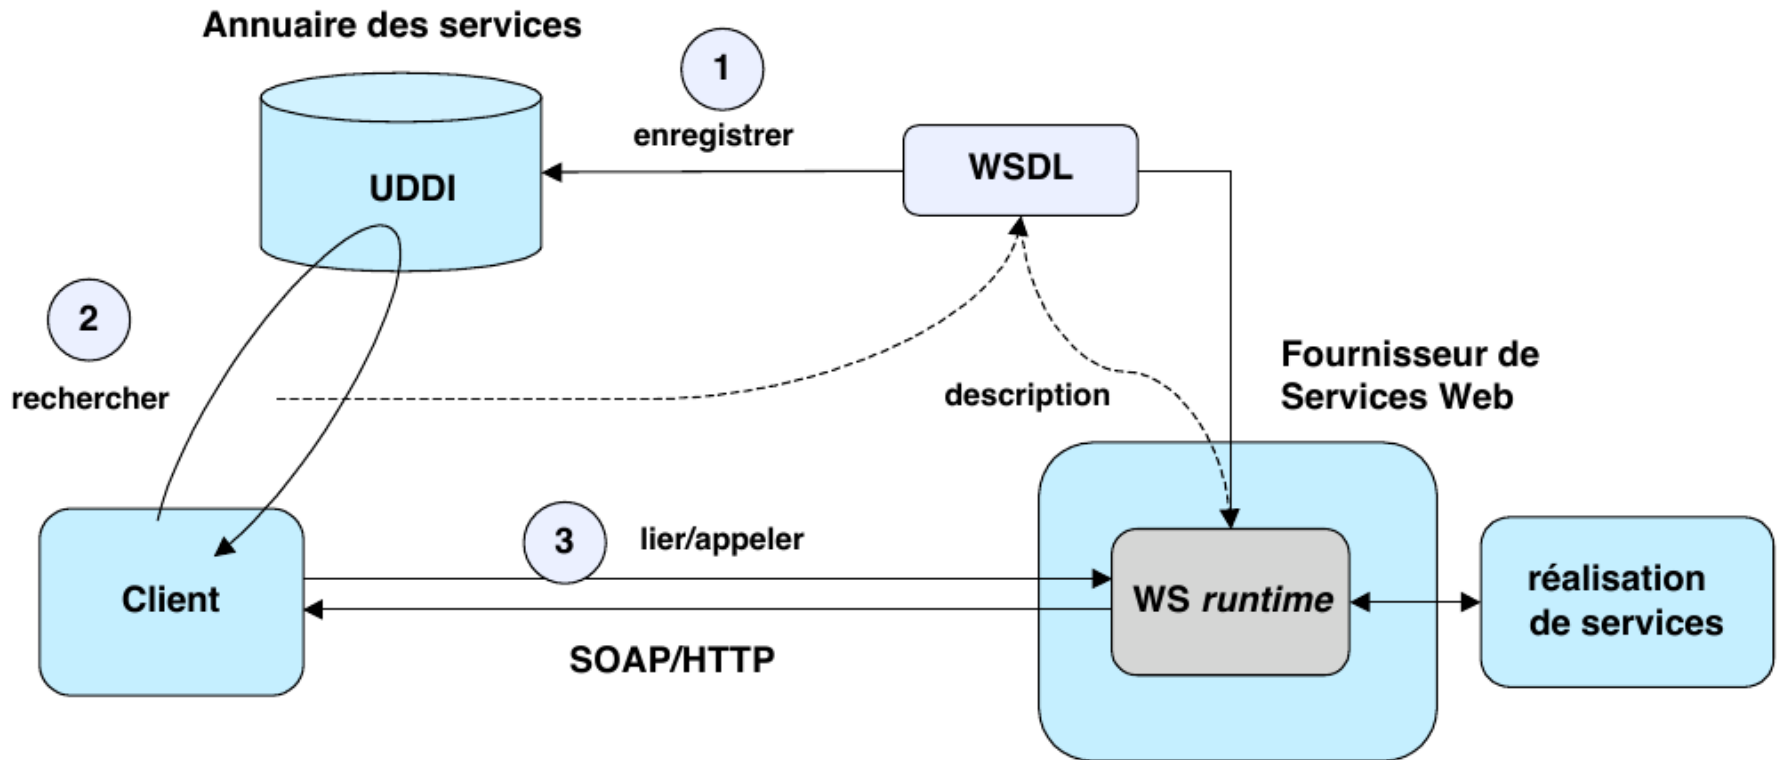 Annuaire des services
1
enregistrer
WSDL
UDDI
2
rechercher
description
Fournisseur de
Services Web
3
lier/appeler
Client
WS runtime
réalisation
de services
SOAP/HTTP